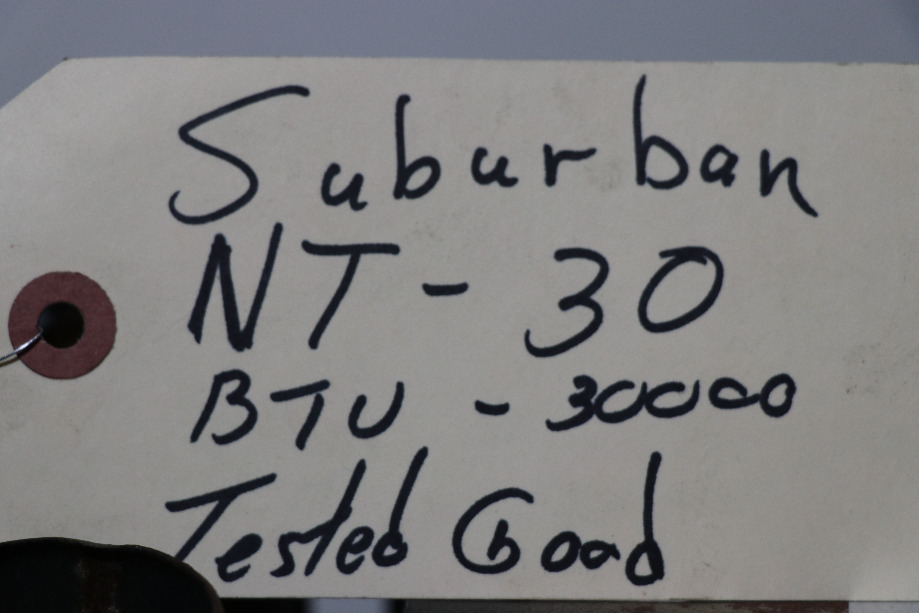 Suburban
NT - 30
BTU - 30000
Tested Good